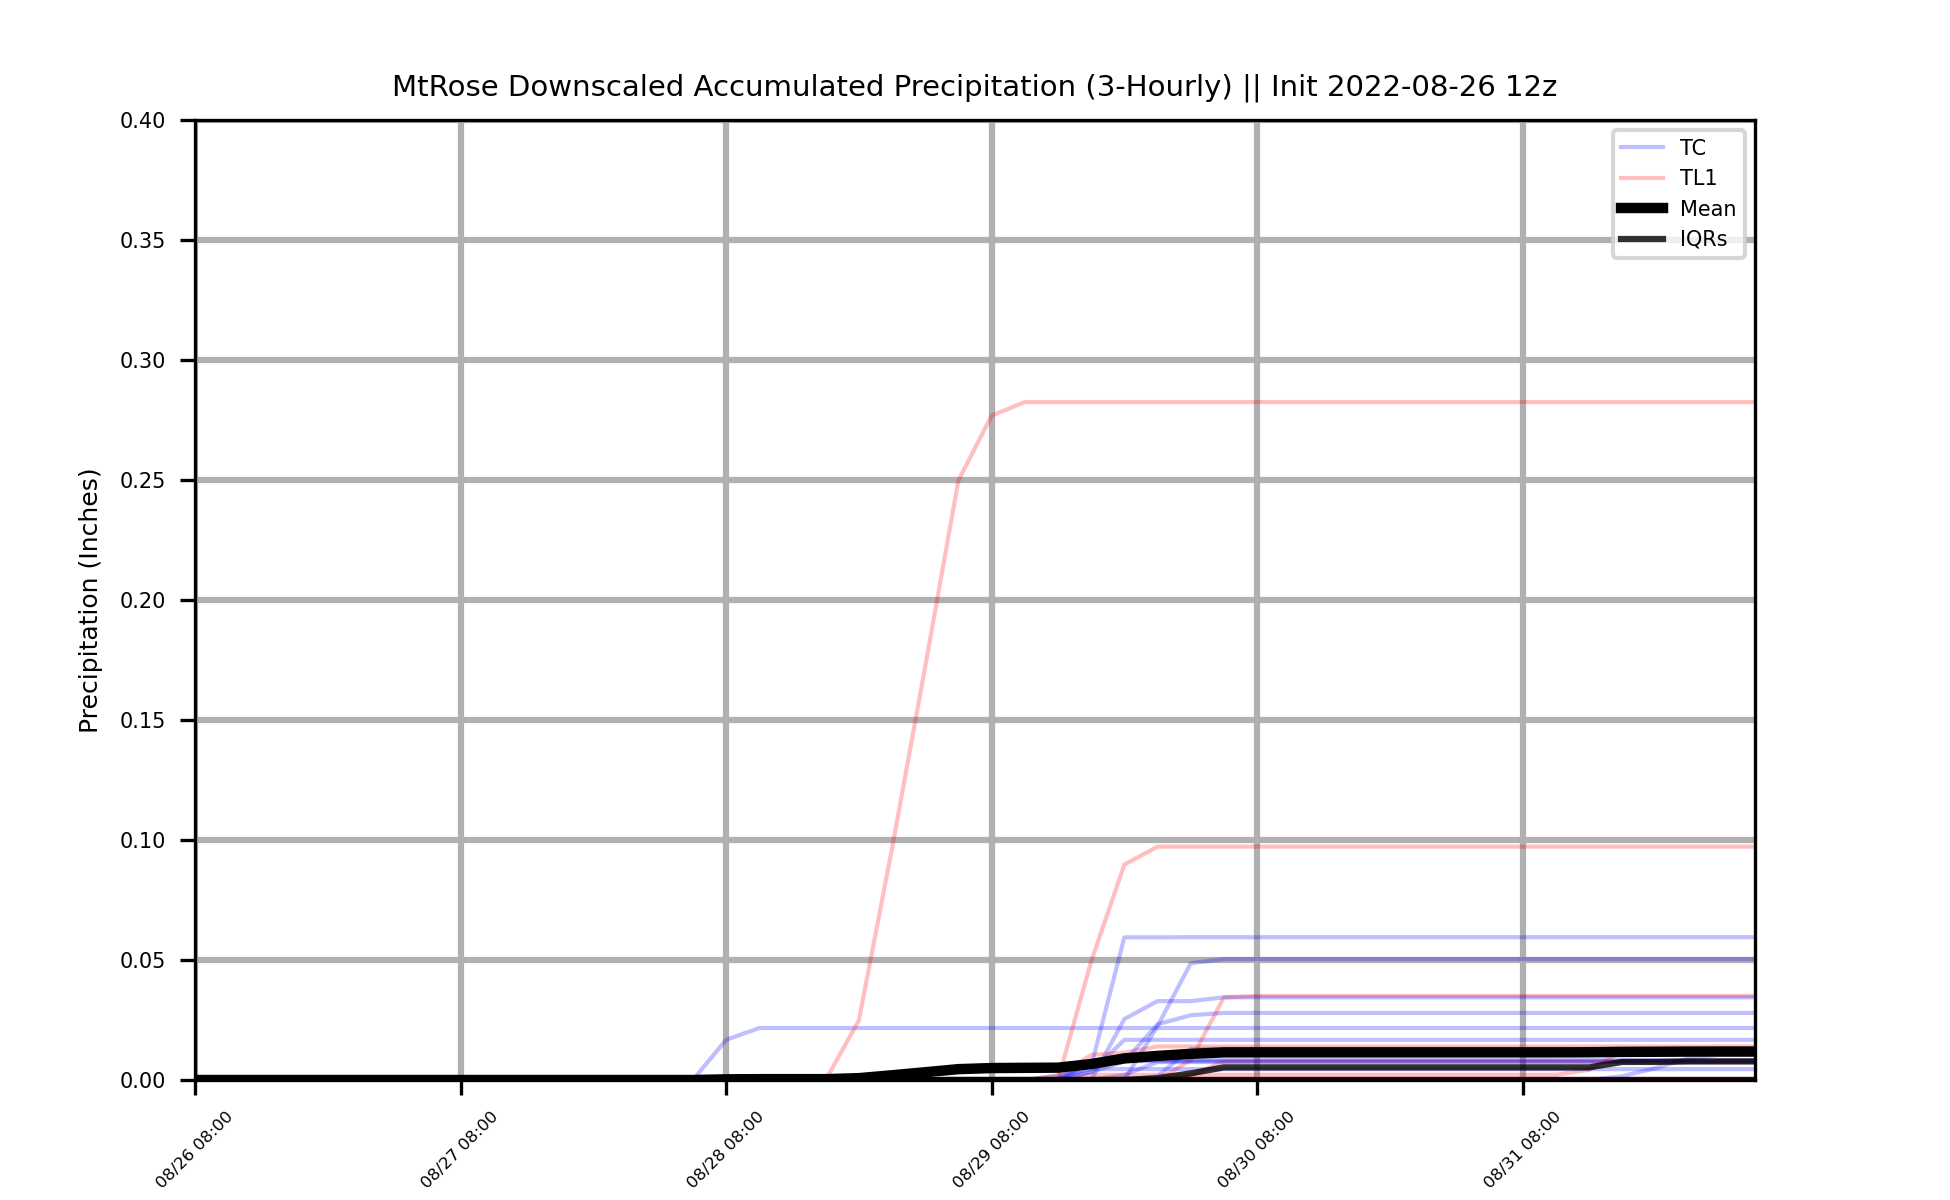 MtRose Downscaled Accumulated Precipitation (3-Hourly) || Init 2022-08-26 12z
TC
TL1
Mean
IQRs
Precipitation (Inches)
0.40
0.35
0.30
0.25
0.20
0.15
0.10
0.05
0.00
08/26 08:00
08/27 08:00
08/28 08:00
08/29 08:00
08/30 08:00
08/31 08:00